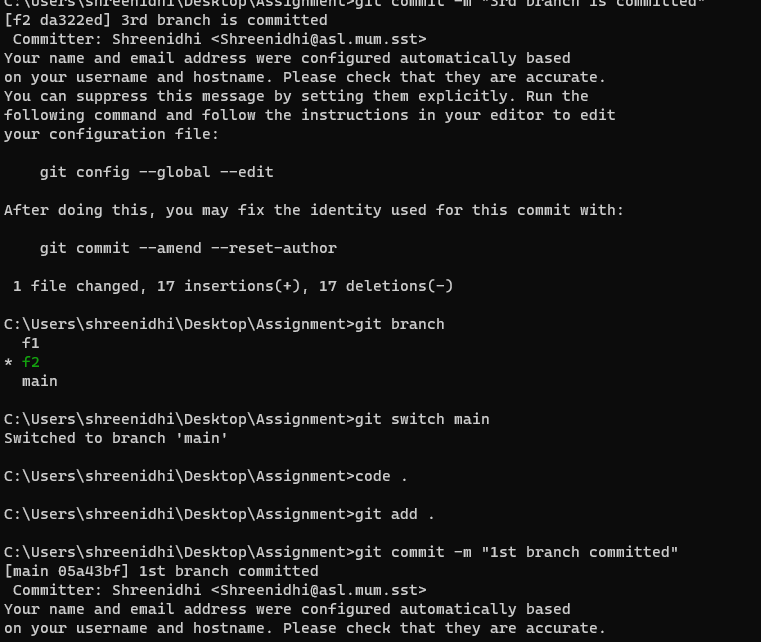 C:\Users\shreenidhi\Desktop\Assignment>git commit -m "3rd branch is committed"
[f2 da322ed] 3rd branch is committed
 Committer: Shreenidhi <Shreenidhi@asl.mum.sst>
Your name and email address were configured automatically based
on your username and hostname. Please check that they are accurate.
You can suppress this message by setting them explicitly. Run the
following command and follow the instructions in your editor to edit
your configuration file:

    git config --global --edit

After doing this, you may fix the identity used for this commit with:

    git commit --amend --reset-author

 1 file changed, 17 insertions(+), 17 deletions(-)

C:\Users\shreenidhi\Desktop\Assignment>git branch
  f1
* f2
  main

C:\Users\shreenidhi\Desktop\Assignment>git switch main
Switched to branch 'main'

C:\Users\shreenidhi\Desktop\Assignment>code .

C:\Users\shreenidhi\Desktop\Assignment>git add .

C:\Users\shreenidhi\Desktop\Assignment>git commit -m "1st branch committed"
[main 05a43bf] 1st branch committed
 Committer: Shreenidhi <Shreenidhi@asl.mum.sst>
Your name and email address were configured automatically based
on your username and hostname. Please check that they are accurate.